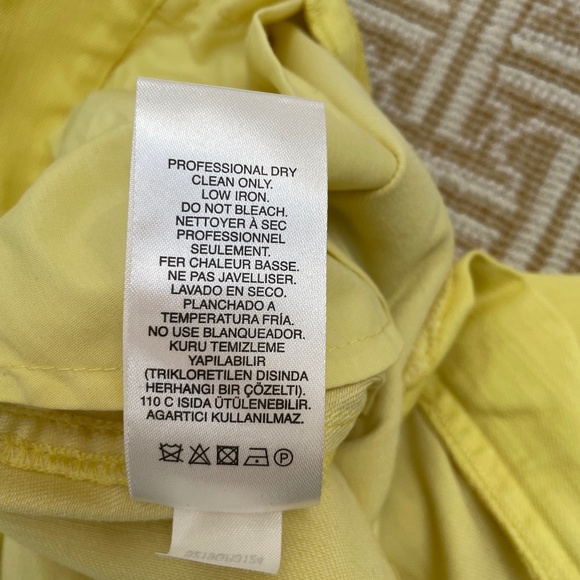 PROFESSIONAL DRY
CLEAN ONLY.
LOW IRON.
DO NOT BLEACH.
NETTOYER À SEC
PROFESSIONNEL
SEULEMENT.
FER CHALEUR BASSE.
NE PAS JAVELLISER.
LAVADO EN SECO.
PLANCHADO A
TEMPERATURA FRÍA.
NO USE BLANQUEADOR.
KURU TEMIZLEME
YAPILABILIR
(TRIKLORETILEN DISINDA
HERHANGI BIR ÇÖZELTI).
110 C ISIDA ÜTÜLENEBILIR.
AGARTICI KULLANILMAZ.
P